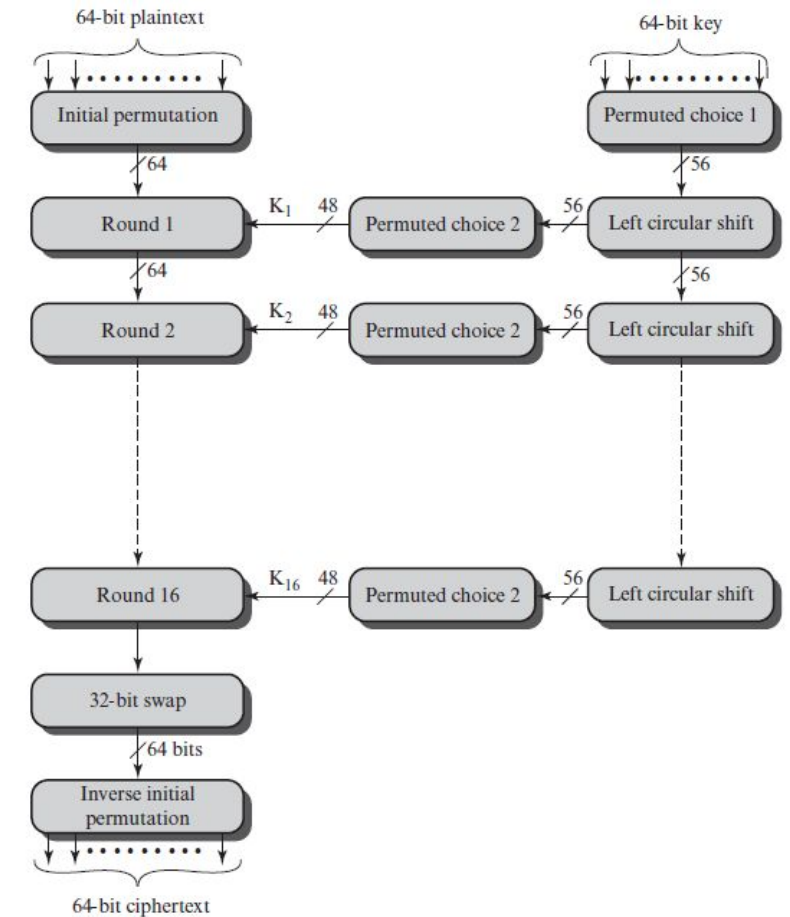 64-bit plaintext
64-bit key
Initial permutation
Permuted choice 1
64
56
Round 1
K₁
48
Permuted choice 2
56
Left circular shift
64
56
Round 2
K₂
48
Permuted choice 2
56
Left circular shift
Round 16
K₁₆
48
Permuted choice 2
56
Left circular shift
32-bit swap
64 bits
Inverse initial
permutation
64-bit ciphertext